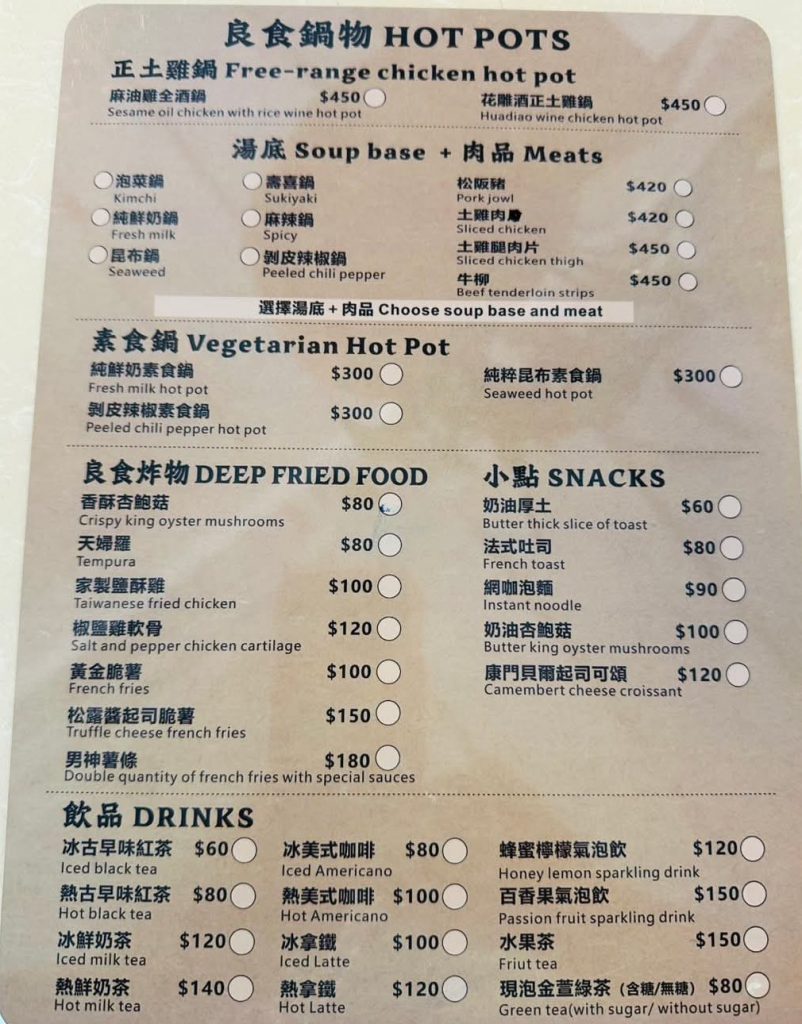 良食鍋物 HOT POTS
正土雞鍋 Free-range chicken hot pot
麻油雞全酒鍋 $450
Sesame oil chicken with rice wine hot pot
花雕酒正土雞鍋 $450
Huadiao wine chicken hot pot
湯底 Soup base + 肉品 Meats
泡菜鍋
Kimchi
壽喜鍋
Sukiyaki
松阪豬 $420
Pork jowl
純鮮奶鍋
Fresh milk
麻辣鍋
Spicy
土雞肉 $420
Sliced chicken
昆布鍋
Seaweed
剝皮辣椒鍋
Peeled chili pepper
土雞腿肉片 $450
Sliced chicken thigh
牛柳 $450
Beef tenderloin strips
選擇湯底 + 肉品 Choose soup base and meat
素食鍋 Vegetarian Hot Pot
純鮮奶素食鍋 $300
Fresh milk hot pot
純粹昆布素食鍋 $300
Seaweed hot pot
剝皮辣椒素食鍋 $300
Peeled chili pepper hot pot
良食炸物 DEEP FRIED FOOD
香酥杏鮑菇 $80
Crispy king oyster mushrooms
天婦羅 $80
Tempura
家製鹽酥雞 $100
Taiwanese fried chicken
椒鹽雞軟骨 $120
Salt and pepper chicken cartilage
黃金脆薯 $100
French fries
松露醬起司脆薯 $150
Truffle cheese french fries
男神薯條 $180
Double quantity of french fries with special sauces
小點 SNACKS
奶油厚土 $60
Butter thick slice of toast
法式吐司 $80
French toast
網咖泡麵 $90
Instant noodle
奶油杏鮑菇 $100
Butter king oyster mushrooms
康門貝爾起司可頌 $120
Camembert cheese croissant
飲品 DRINKS
冰古早味紅茶 $60
Iced black tea
熱古早味紅茶 $80
Hot black tea
冰鮮奶茶 $120
Iced milk tea
熱鮮奶茶 $140
Hot milk tea
冰美式咖啡 $80
Iced Americano
熱美式咖啡 $100
Hot Americano
冰拿鐵 $100
Iced Latte
熱拿鐵 $120
Hot Latte
蜂蜜檸檬氣泡飲 $120
Honey lemon sparkling drink
百香果氣泡飲 $150
Passion fruit sparkling drink
水果茶 $150
Friut tea
現泡金萱綠茶 (含糖/無糖) $80
Green tea(with sugar/ without sugar)